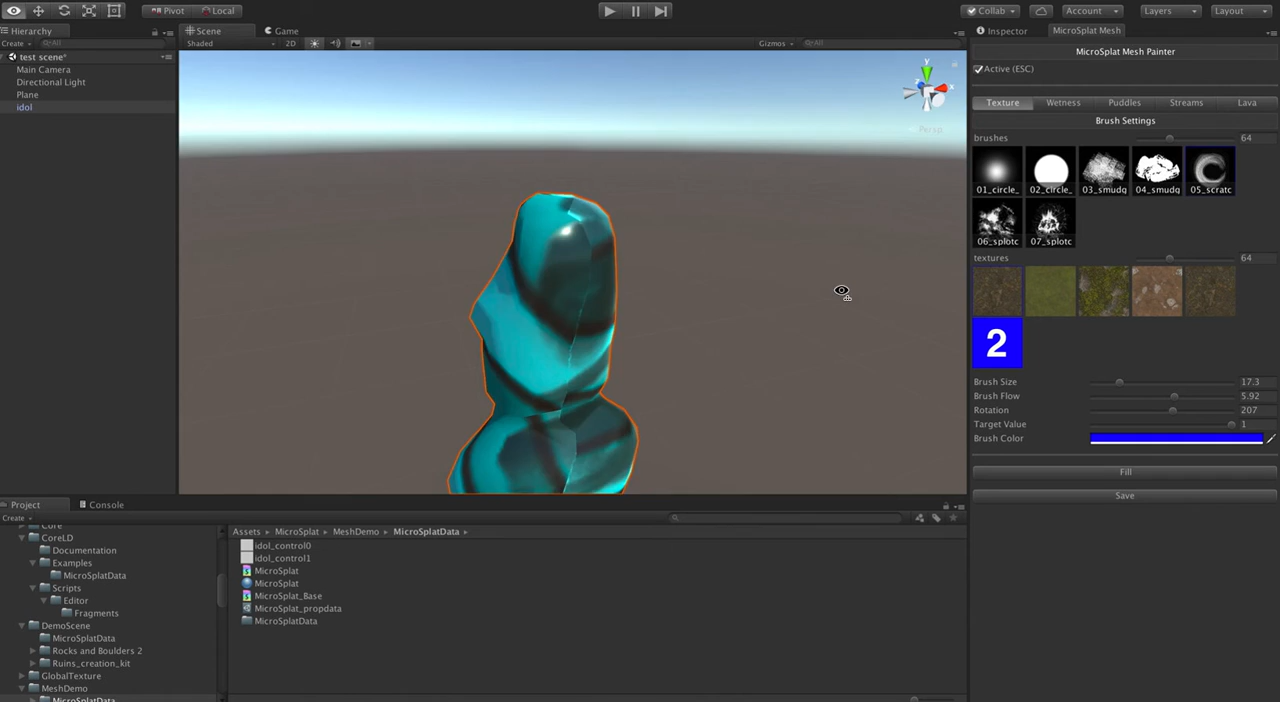 Pivot Local Collab Account Layers Layout
Hierarchy Scene Game Inspector MicroSplat Mesh
Create All Shaded 2D Gizmos All
test scene*
Main Camera
Directional Light
Plane
idol
y
x
z
Persp
MicroSplat Mesh Painter
Active (ESC)
Texture Wetness Puddles Streams Lava
Brush Settings
brushes 64
01_circle_ 02_circle_ 03_smudg 04_smudg 05_scratc
06_splotc 07_splotc
textures 64
2
Brush Size 17.3
Brush Flow 5.92
Rotation 207
Target Value 1
Brush Color
Fill
Save
Project Console
Create
Core
CoreLD
Documentation
Examples
MicroSplatData
Scripts
Editor
Fragments
DemoScene
MicroSplatData
Rocks and Boulders 2
Ruins_creation_kit
GlobalTexture
MeshDemo
MicroSplatData
Assets MicroSplat MeshDemo MicroSplatData
idol_control0
idol_control1
MicroSplat
MicroSplat
MicroSplat_Base
MicroSplat_propdata
MicroSplatData